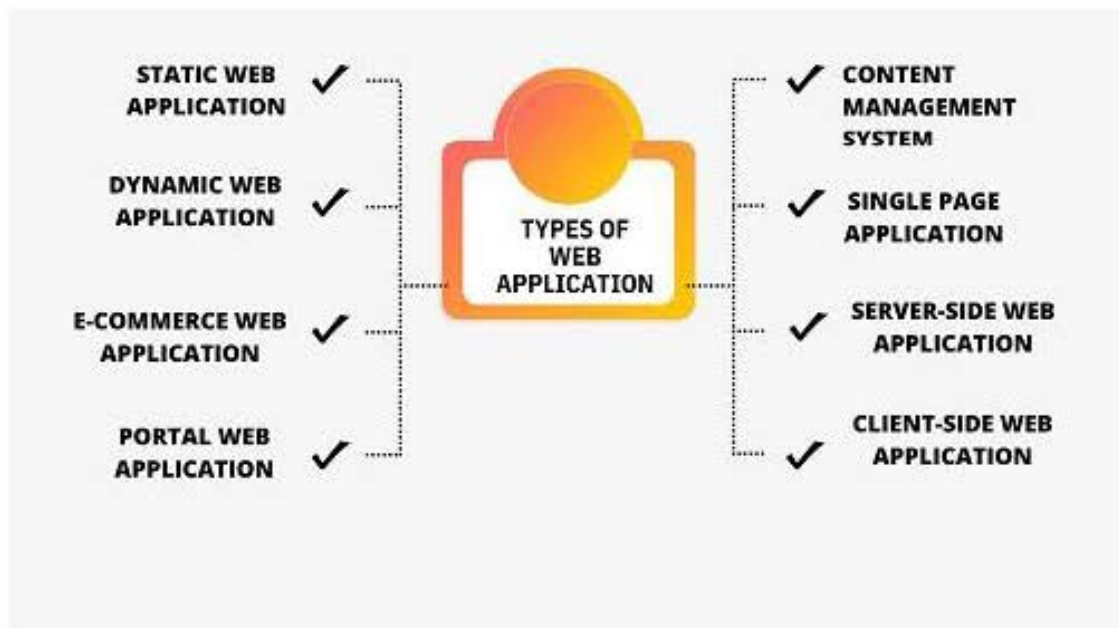 STATIC WEB
APPLICATION
DYNAMIC WEB
APPLICATION
E-COMMERCE WEB
APPLICATION
PORTAL WEB
APPLICATION
TYPES OF
WEB
APPLICATION
CONTENT
MANAGEMENT
SYSTEM
SINGLE PAGE
APPLICATION
SERVER-SIDE WEB
APPLICATION
CLIENT-SIDE WEB
APPLICATION